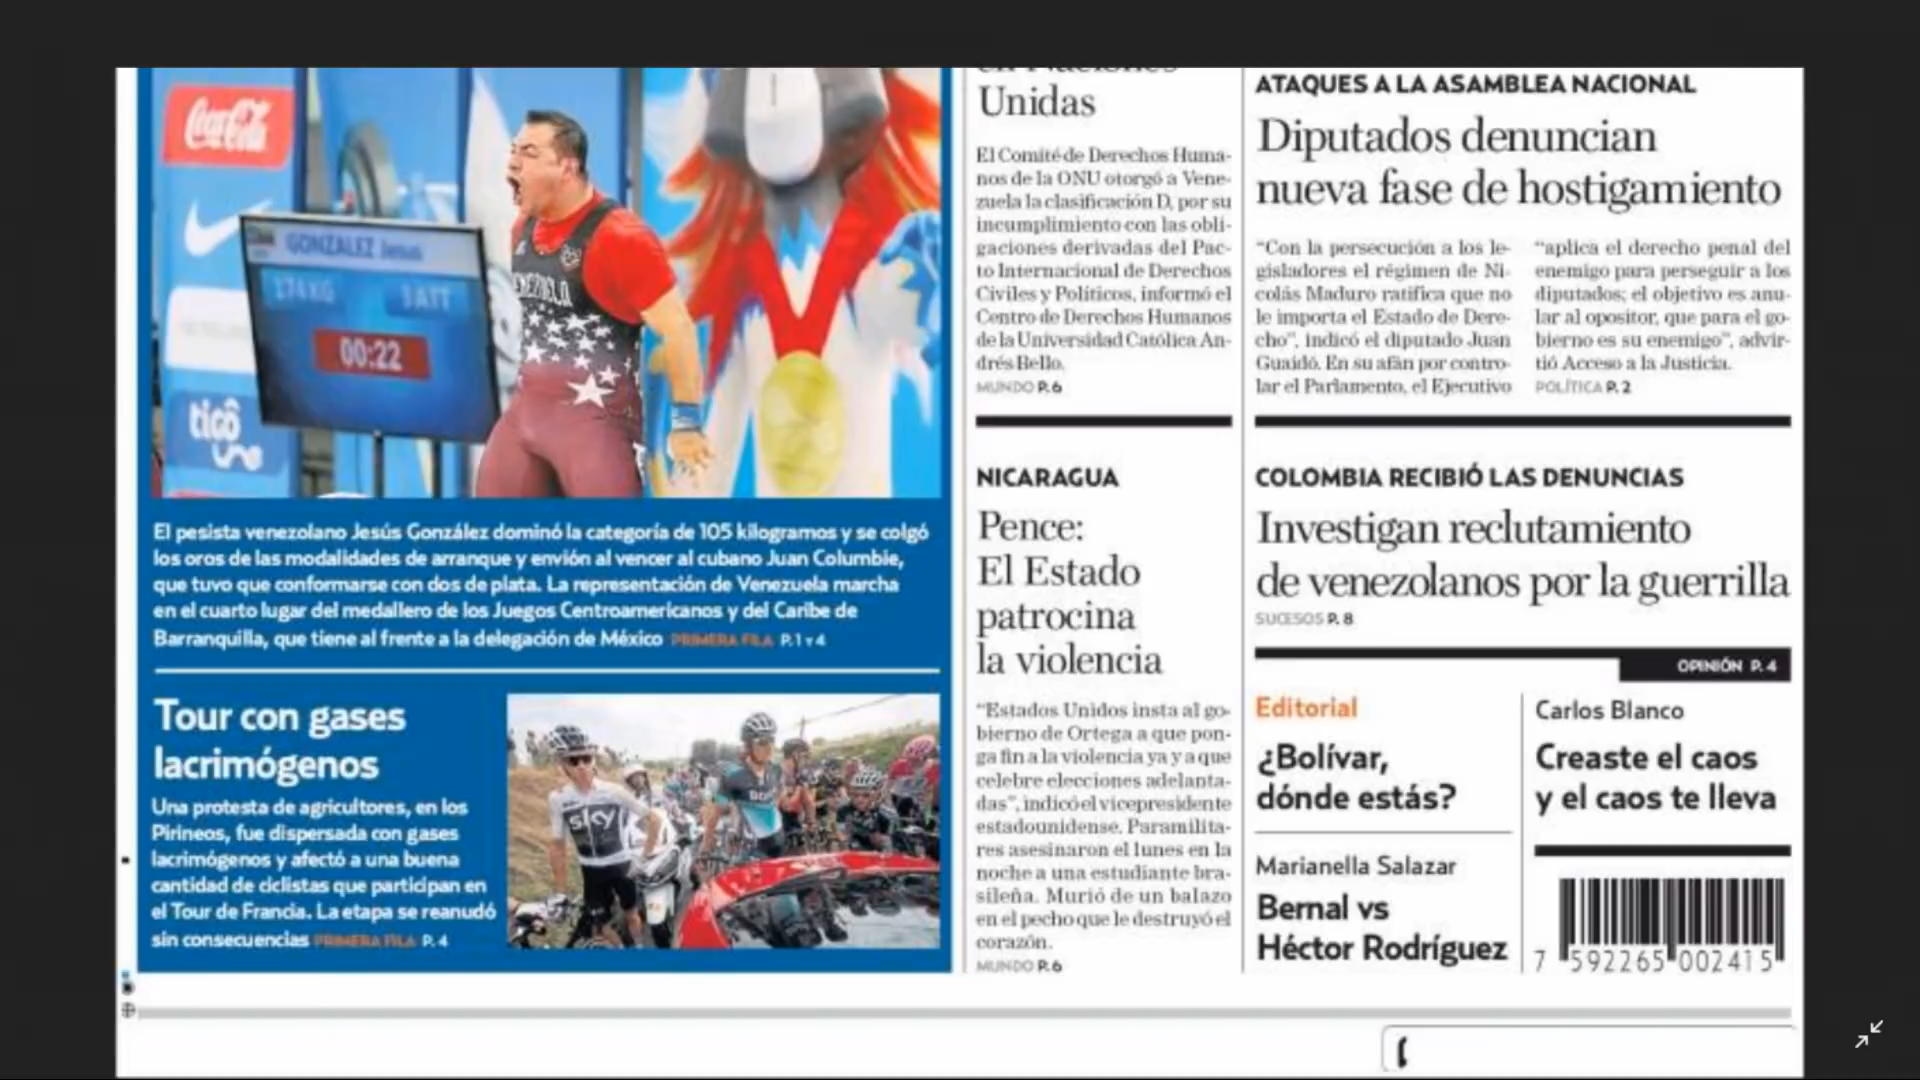 Coca-Cola
GONZALEZ Jesus
174 KG
3 ATT
00:22
VENEZUELA
tigo
El pesista venezolano Jesús González dominó la categoría de 105 kilogramos y se colgó
los oros de las modalidades de arranque y envión al vencer al cubano Juan Columbie,
que tuvo que conformarse con dos de plata. La representación de Venezuela marcha
en el cuarto lugar del medallero de los Juegos Centroamericanos y del Caribe de
Barranquilla, que tiene al frente a la delegación de México PRIMERA FILA P. 1 y 4
Tour con gases
lacrimógenos
Una protesta de agricultores, en los
Pirineos, fue dispersada con gases
lacrimógenos y afectó a una buena
cantidad de ciclistas que participan en
el Tour de Francia. La etapa se reanudó
sin consecuencias PRIMERA FILA P. 4
sky
en Naciones
Unidas
El Comité de Derechos Huma-
nos de la ONU otorgó a Vene-
zuela la clasificación D, por su
incumplimiento con las obli-
gaciones derivadas del Pac-
to Internacional de Derechos
Civiles y Políticos, informó el
Centro de Derechos Humanos
de la Universidad Católica An-
drés Bello.
MUNDO P. 6
NICARAGUA
Pence:
El Estado
patrocina
la violencia
“Estados Unidos insta al go-
bierno de Ortega a que pon-
ga fin a la violencia ya y a que
celebre elecciones adelanta-
das”, indicó el vicepresidente
estadounidense. Paramilita-
res asesinaron el lunes en la
noche a una estudiante bra-
sileña. Murió de un balazo
en el pecho que le destruyó el
corazón.
MUNDO P. 6
ATAQUES A LA ASAMBLEA NACIONAL
Diputados denuncian
nueva fase de hostigamiento
“Con la persecución a los le-
gisladores el régimen de Ni-
colás Maduro ratifica que no
le importa el Estado de Dere-
cho”, indicó el diputado Juan
Guaidó. En su afán por contro-
lar el Parlamento, el Ejecutivo
“aplica el derecho penal del
enemigo para perseguir a los
diputados; el objetivo es anu-
lar al opositor, que para el go-
bierno es su enemigo”, advir-
tió Acceso a la Justicia.
POLÍTICA P. 2
COLOMBIA RECIBIÓ LAS DENUNCIAS
Investigan reclutamiento
de venezolanos por la guerrilla
SUCESOS P. 8
OPINIÓN P. 4
Editorial
¿Bolívar,
dónde estás?
Marianella Salazar
Bernal vs
Héctor Rodríguez
Carlos Blanco
Creaste el caos
y el caos te lleva
7 592265 002415